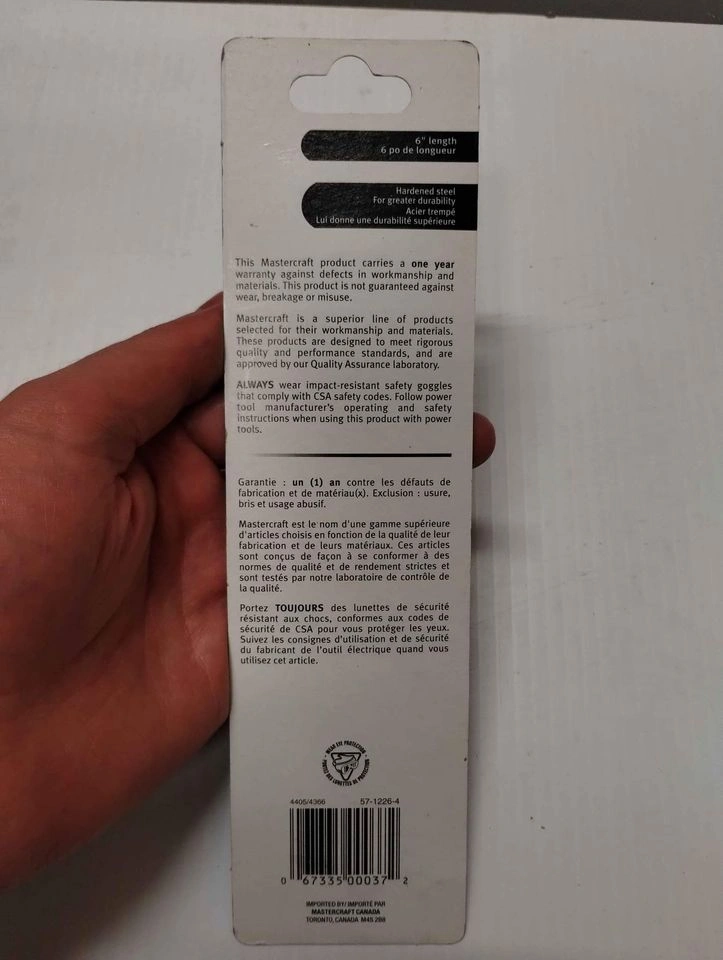 6" length
6 po de longueur
Hardened steel
For greater durability
Acier trempé
Lui donne une durabilité supérieure
This Mastercraft product carries a one year
warranty against defects in workmanship and
materials. This product is not guaranteed against
wear, breakage or misuse.
Mastercraft is a superior line of products
selected for their workmanship and materials.
These products are designed to meet rigorous
quality and performance standards, and are
approved by our Quality Assurance laboratory.
ALWAYS wear impact-resistant safety goggles
that comply with CSA safety codes. Follow power
tool manufacturer's operating and safety
instructions when using this product with power
tools.
Garantie : un (1) an contre les défauts de
fabrication et de matériau(x). Exclusion : usure,
bris et usage abusif.
Mastercraft est le nom d'une gamme supérieure
d'articles choisis en fonction de la qualité de leur
fabrication et de leurs matériaux. Ces articles
sont conçus de façon à se conformer à des
normes de qualité et de rendement strictes et
sont testés par notre laboratoire de contrôle de
la qualité.
Portez TOUJOURS des lunettes de sécurité
résistant aux chocs, conformes aux codes de
sécurité de CSA pour vous protéger les yeux.
Suivez les consignes d'utilisation et de sécurité
du fabricant de l'outil électrique quand vous
utilisez cet article.
WEAR EYE PROTECTION
PORTEZ DES LUNETTES DE PROTECTION
4405/4366 57-1226-4
0 67335 00037 2
IMPORTED BY/ IMPORTÉ PAR
MASTERCRAFT CANADA
TORONTO, CANADA M4S 2B8